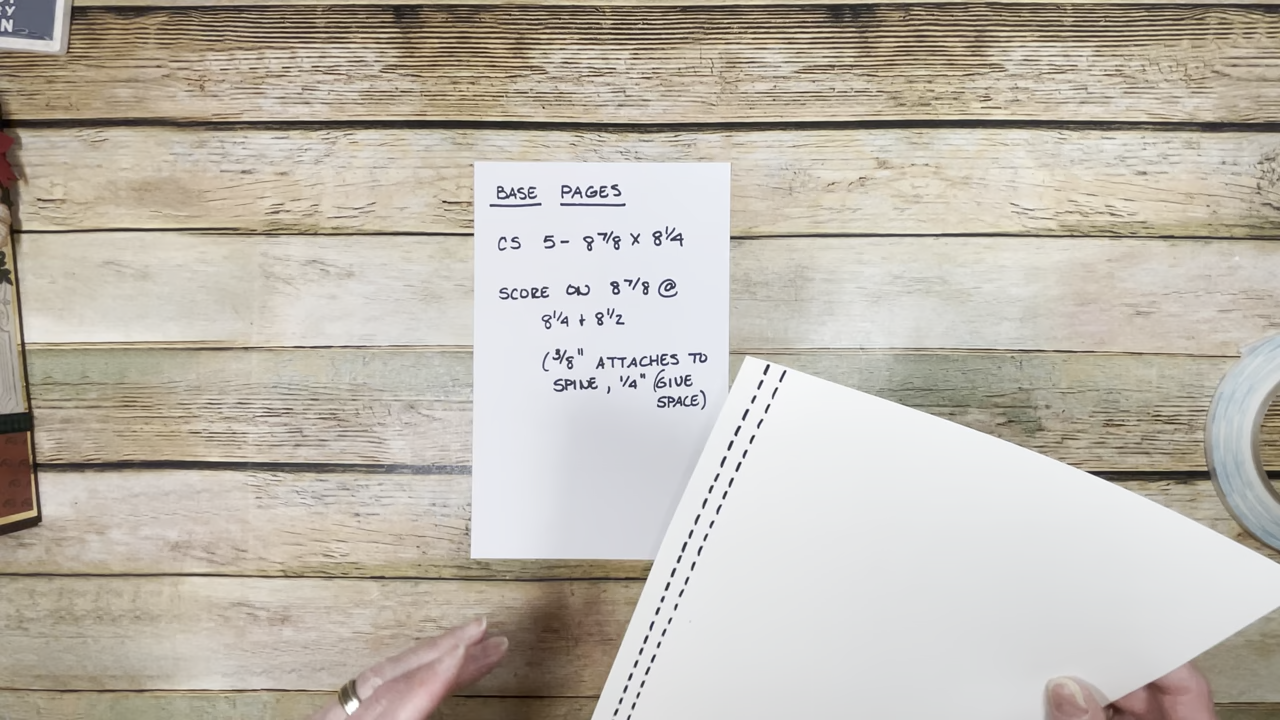 RY
N
BASE PAGES
CS 5- 8 7/8 X 8 1/4
SCORE ON 8 7/8 @
8 1/4 + 8 1/2
(3/8" ATTACHES TO
SPINE, 1/4" (GIVE
SPACE)